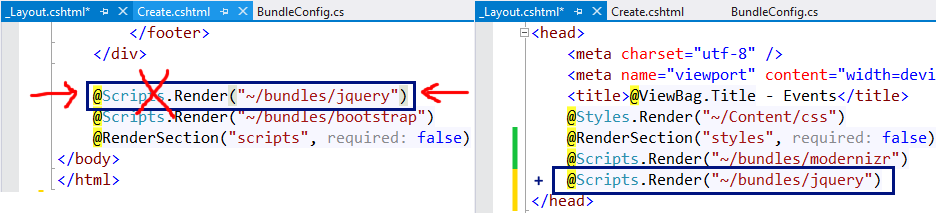 _Layout.cshtml* Create.cshtml BundleConfig.cs
</footer>
</div>
@Scripts.Render("~/bundles/jquery")
@Scripts.Render("~/bundles/bootstrap")
@RenderSection("scripts", required: false)
</body>
</html>
_Layout.cshtml* Create.cshtml BundleConfig.cs
<head>
<meta charset="utf-8" />
<meta name="viewport" content="width=devi
<title>@ViewBag.Title - Events</title>
@Styles.Render("~/Content/css")
@RenderSection("styles", required: false)
@Scripts.Render("~/bundles/modernizr")
+ @Scripts.Render("~/bundles/jquery")
</head>